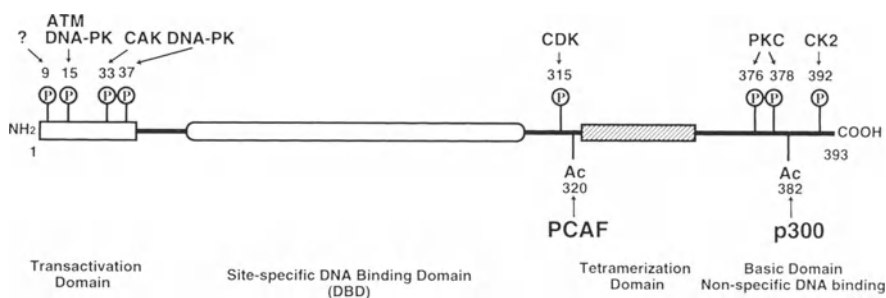 ATM
? DNA-PK CAK DNA-PK CDK PKC CK2
9 15 33 37 315 376 378 392
P P P P P P P P
NH2 COOH
1 393
Ac Ac
320 382
PCAF p300
Transactivation Domain
Site-specific DNA Binding Domain
(DBD)
Tetramerization
Domain
Basic Domain
Non-specific DNA binding